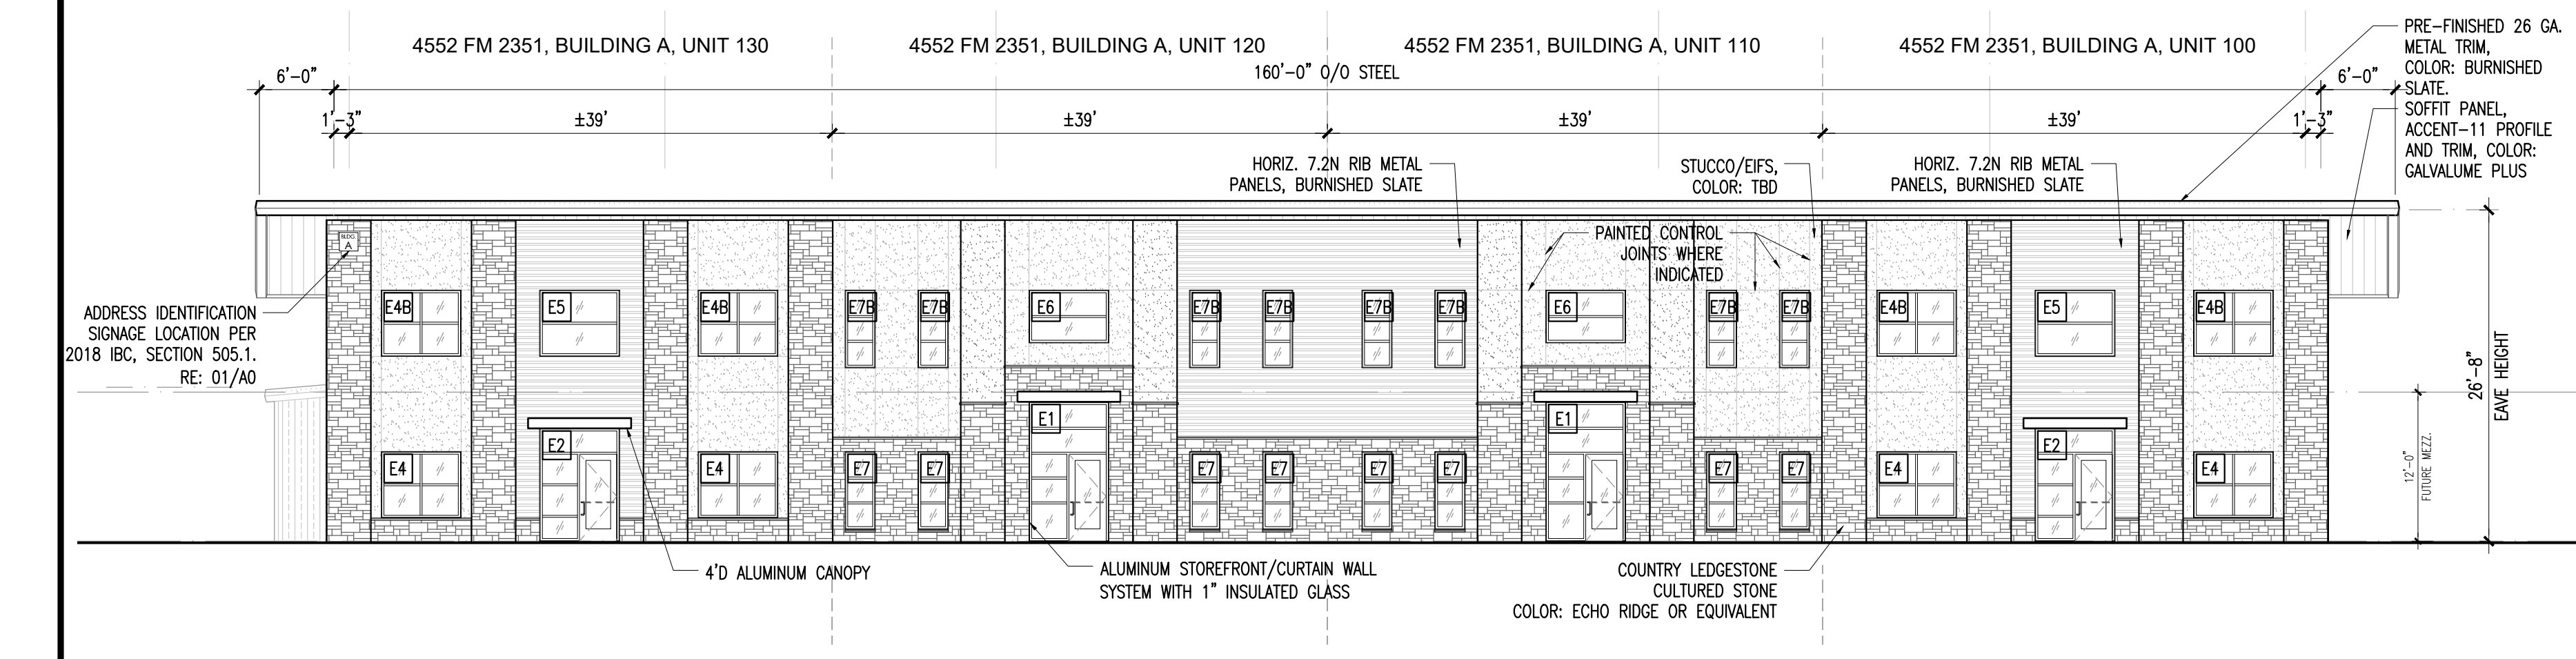 4552 FM 2351, BUILDING A, UNIT 130
4552 FM 2351, BUILDING A, UNIT 120
4552 FM 2351, BUILDING A, UNIT 110
4552 FM 2351, BUILDING A, UNIT 100
6'-0"
160'-0" O/O STEEL
6'-0"
1'-3"
±39'
±39'
±39'
±39'
1'-3"
PRE-FINISHED 26 GA.
METAL TRIM,
COLOR: BURNISHED
SLATE.
SOFFIT PANEL,
ACCENT-11 PROFILE
AND TRIM, COLOR:
GALVALUME PLUS
HORIZ. 7.2N RIB METAL
PANELS, BURNISHED SLATE
STUCCO/EIFS,
COLOR: TBD
HORIZ. 7.2N RIB METAL
PANELS, BURNISHED SLATE
PAINTED CONTROL
JOINTS WHERE
INDICATED
BLDG.
A
ADDRESS IDENTIFICATION
SIGNAGE LOCATION PER
2018 IBC, SECTION 505.1.
RE: 01/A0
E4B
E5
E4B
E7B
E7B
E6
E7B
E7B
E7B
E7B
E6
E7B
E7B
E4B
E5
E4B
E2
E1
E1
E2
E4
E4
E7
E7
E7
E7
E7
E7
E7
E7
E4
E4
26'-8"
EAVE HEIGHT
12'-0"
FUTURE MEZZ.
4'D ALUMINUM CANOPY
ALUMINUM STOREFRONT/CURTAIN WALL
SYSTEM WITH 1" INSULATED GLASS
COUNTRY LEDGESTONE
CULTURED STONE
COLOR: ECHO RIDGE OR EQUIVALENT